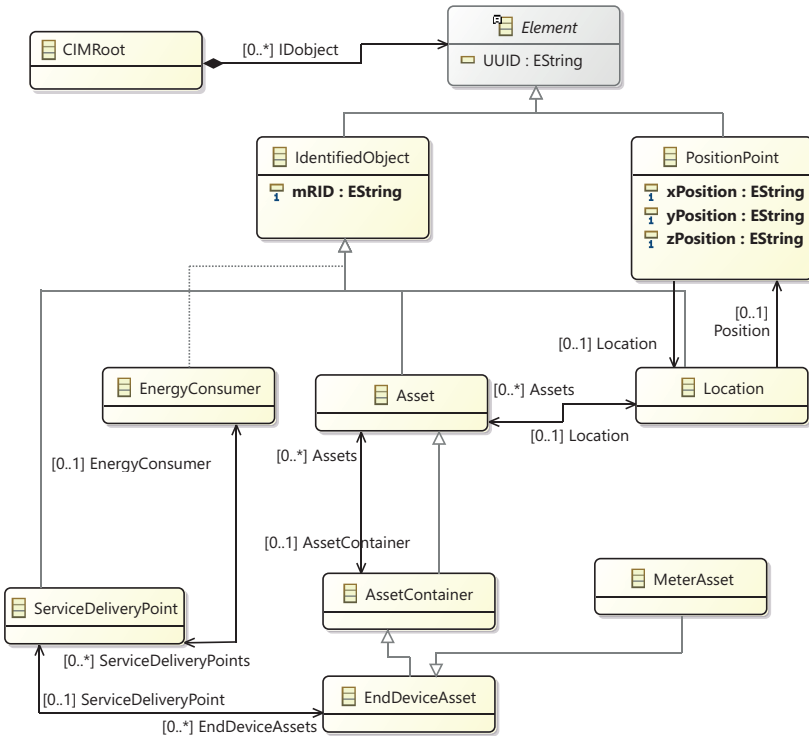 CIMRoot
[0..*] IDobject
Element
UUID : EString
IdentifiedObject
mRID : EString
PositionPoint
xPosition : EString
yPosition : EString
zPosition : EString
[0..1]
Position
[0..1] Location
EnergyConsumer
Asset
[0..*] Assets
Location
[0..1] Location
[0..1] EnergyConsumer
[0..*] Assets
[0..1] AssetContainer
ServiceDeliveryPoint
AssetContainer
MeterAsset
[0..*] ServiceDeliveryPoints
[0..1] ServiceDeliveryPoint
EndDeviceAsset
[0..*] EndDeviceAssets